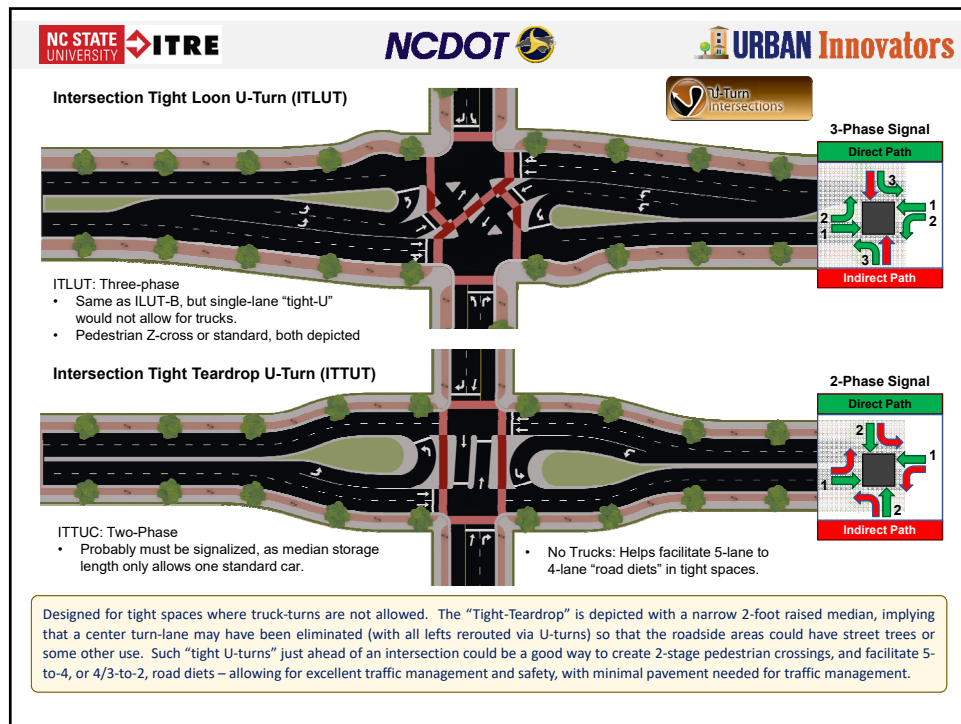 NC STATE
UNIVERSITY
ITRE
NCDOT
URBAN Innovators
Intersection Tight Loon U-Turn (ITLUT)
U-Turn
Intersections
3-Phase Signal
Direct Path
3
1
2
2
1
3
Indirect Path
ITLUT: Three-phase
• Same as ILUT-B, but single-lane “tight-U”
would not allow for trucks.
• Pedestrian Z-cross or standard, both depicted
Intersection Tight Teardrop U-Turn (ITTUT)
2-Phase Signal
Direct Path
2
1
1
2
Indirect Path
ITTUC: Two-Phase
• Probably must be signalized, as median storage
length only allows one standard car.
• No Trucks: Helps facilitate 5-lane to
4-lane “road diets” in tight spaces.
Designed for tight spaces where truck-turns are not allowed. The “Tight-Teardrop” is depicted with a narrow 2-foot raised median, implying
that a center turn-lane may have been eliminated (with all lefts rerouted via U-turns) so that the roadside areas could have street trees or
some other use. Such “tight U-turns” just ahead of an intersection could be a good way to create 2-stage pedestrian crossings, and facilitate 5-
to-4, or 4/3-to-2, road diets – allowing for excellent traffic management and safety, with minimal pavement needed for traffic management.